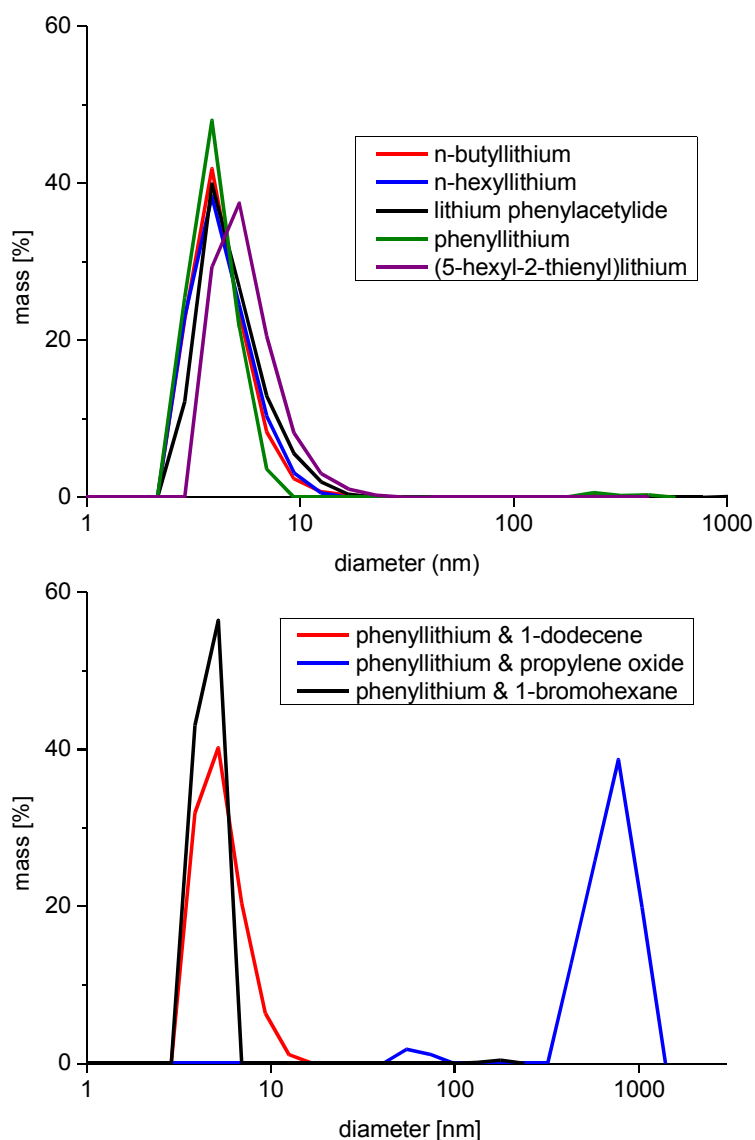 60
40
20
0
mass [%]
n-butyllithium
n-hexyllithium
lithium phenylacetylide
phenyllithium
(5-hexyl-2-thienyl)lithium
1 10 100 1000
diameter (nm)
60
40
20
0
mass [%]
phenyllithium & 1-dodecene
phenyllithium & propylene oxide
phenylithium & 1-bromohexane
1 10 100 1000
diameter [nm]